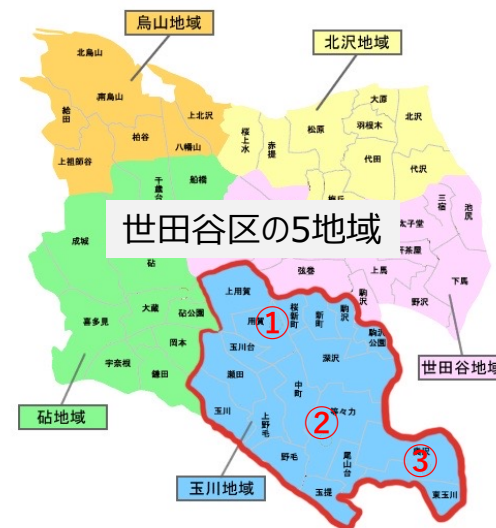 烏山地域
北沢地域
北烏山
給田
南烏山
上北沢
上祖師谷
粕谷
八幡山
桜上水
赤堤
松原
大原
羽根木
北沢
代田
代沢
千歳台
船橋
世田谷区の5地域
三宿
池尻
太子堂
成城
砧
弦巻
上馬
下馬
駒沢
野沢
喜多見
大蔵
砧公園
岡本
宇奈根
鎌田
上用賀
用賀
①
桜新町
新町
駒沢
駒沢公園
玉川台
深沢
瀬田
中町
等々力
②
玉川
上野毛
野毛
尾山台
玉堤
③
東玉川
世田谷地域
砧地域
玉川地域